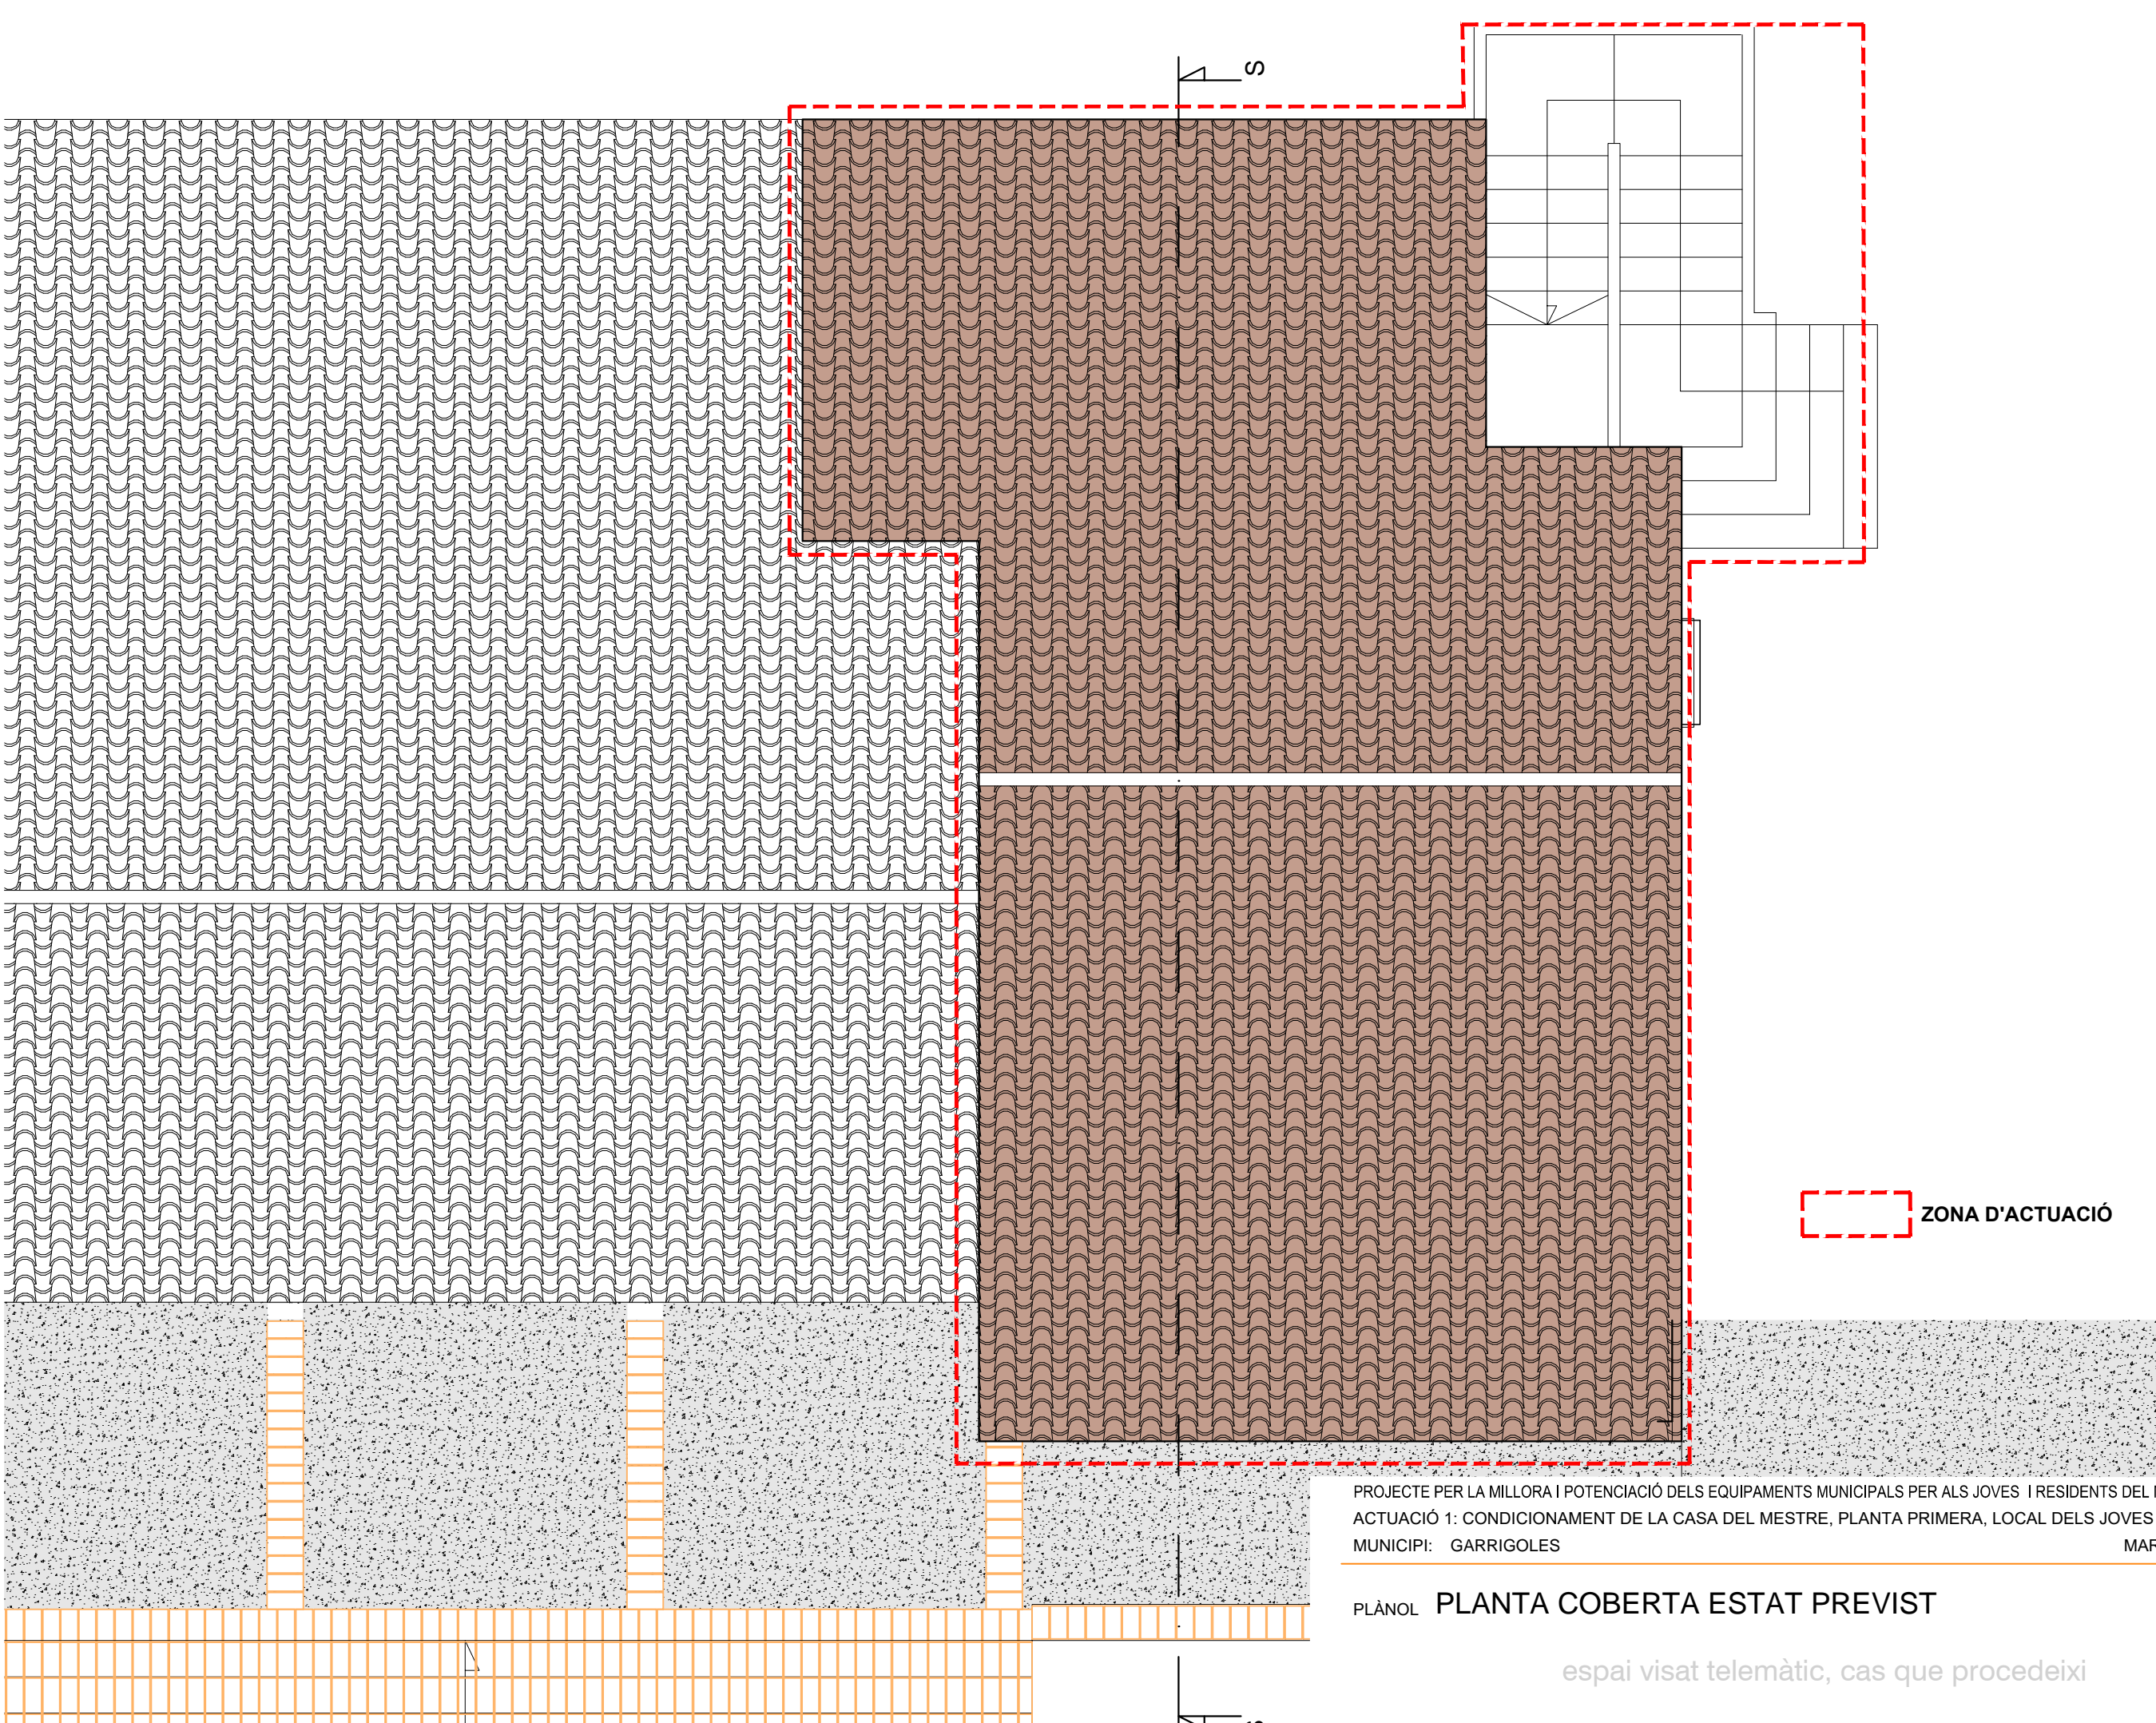 S
ZONA D'ACTUACIÓ
PROJECTE PER LA MILLORA I POTENCIACIÓ DELS EQUIPAMENTS MUNICIPALS PER ALS JOVES I RESIDENTS DEL
ACTUACIÓ 1: CONDICIONAMENT DE LA CASA DEL MESTRE, PLANTA PRIMERA, LOCAL DELS JOVES
MUNICIPI: GARRIGOLES
PLÀNOL PLANTA COBERTA ESTAT PREVIST
espai visat telemàtic, cas que procedeixi